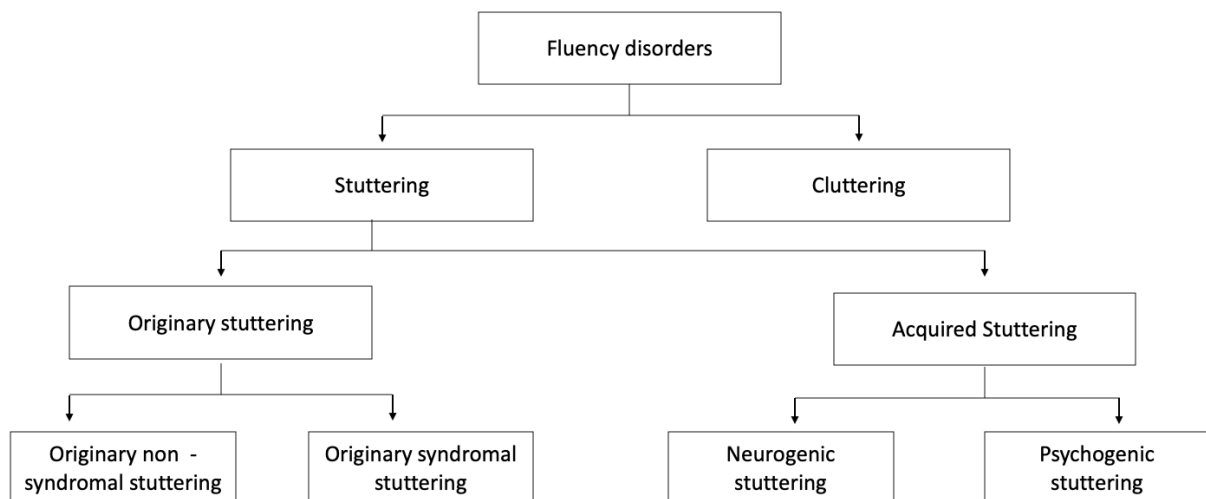 Fluency disorders
Stuttering
Cluttering
Originary stuttering
Acquired Stuttering
Originary non -
syndromal stuttering
Originary syndromal
stuttering
Neurogenic
stuttering
Psychogenic
stuttering